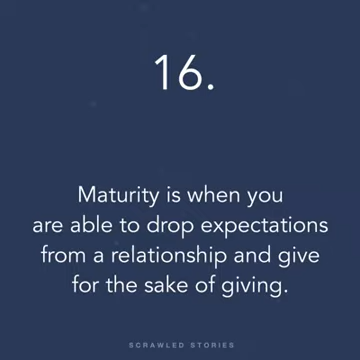 16.
Maturity is when you
are able to drop expectations
from a relationship and give
for the sake of giving.
SCRAWLED STORIES